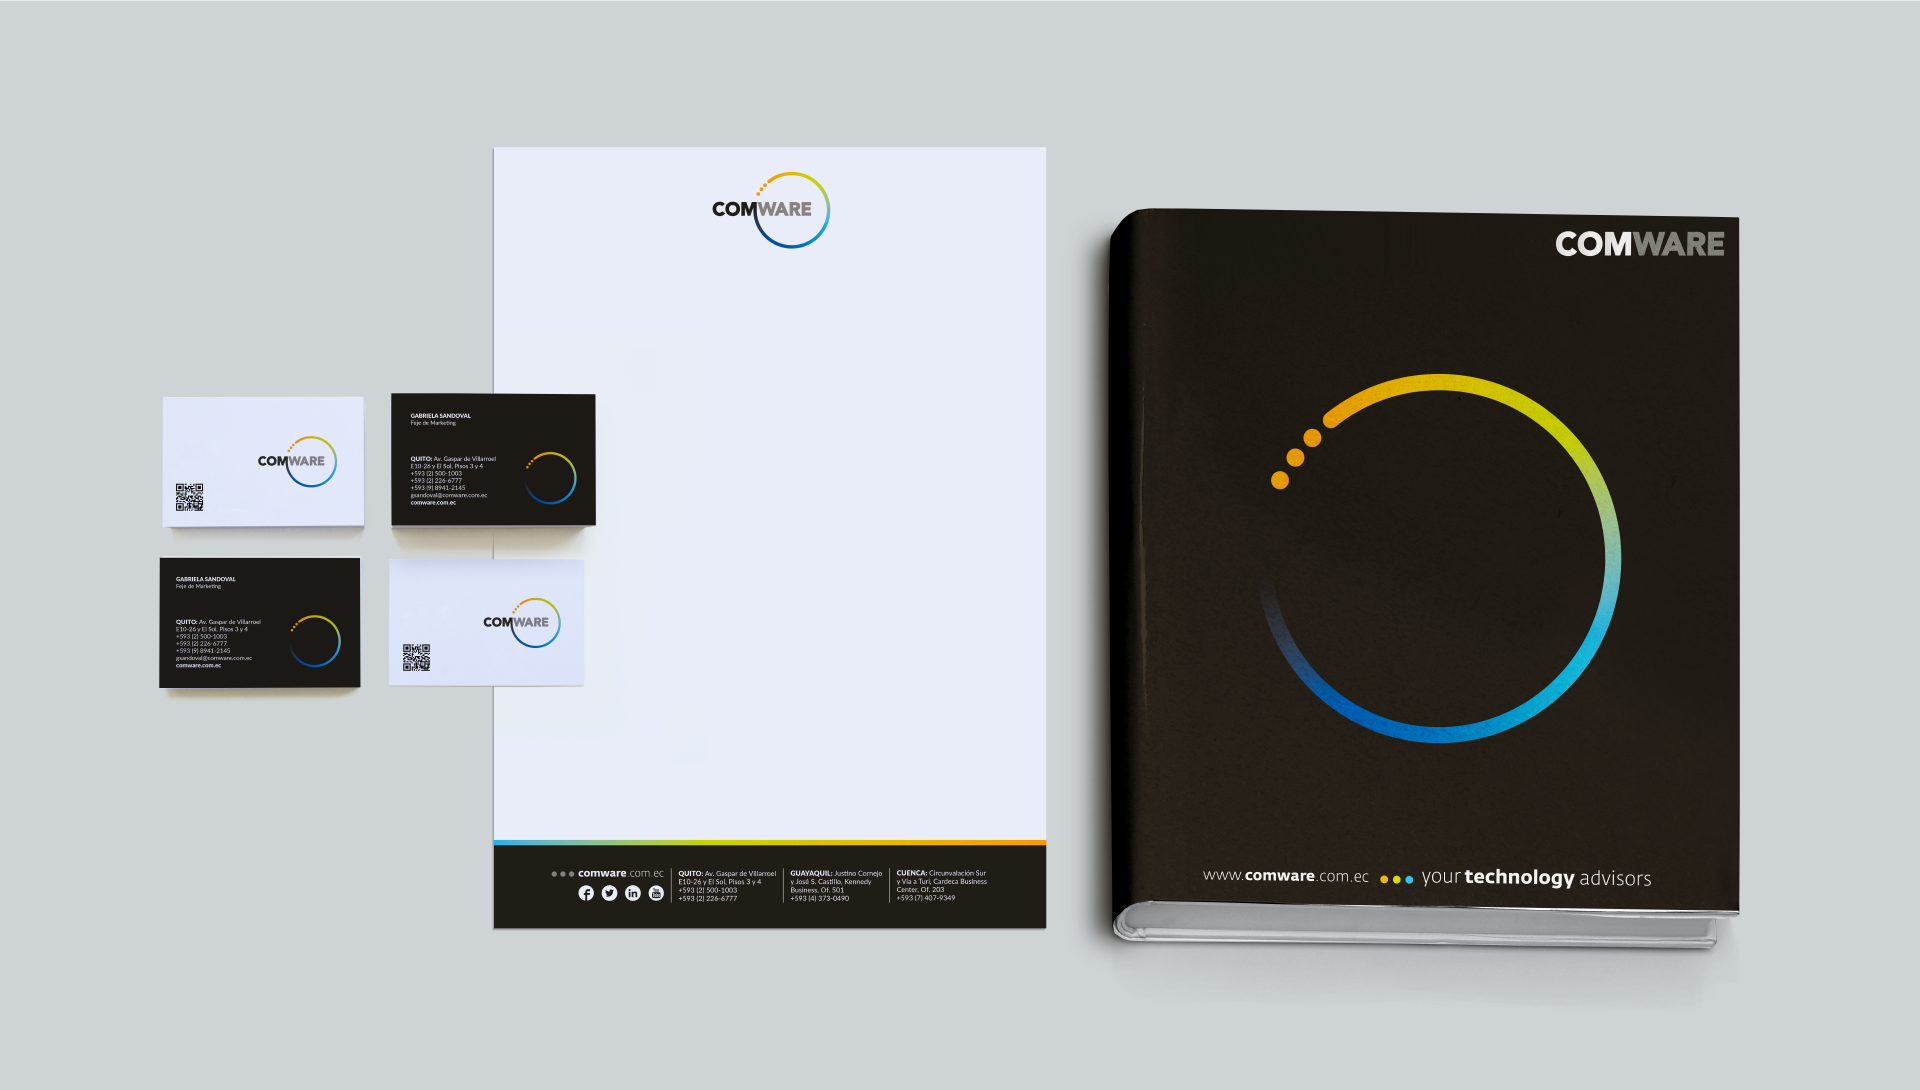 COMWARE
COMWARE
GABRIELA SANDOVAL
Feje de Marketing
QUITO: Av. Gaspar de Villarroel
E10-26 y El Sol, Pisos 3 y 4
+593 (2) 500-1003
+593 (2) 226-6777
+593 (9) 8941-2145
gsandoval@comware.com.ec
comware.com.ec
GABRIELA SANDOVAL
Feje de Marketing
QUITO: Av. Gaspar de Villarroel
E10-26 y El Sol, Pisos 3 y 4
+593 (2) 500-1003
+593 (2) 226-6777
+593 (9) 8941-2145
gsandoval@comware.com.ec
comware.com.ec
COMWARE
comware.com.ec
QUITO: Av. Gaspar de Villarroel
E10-26 y El Sol, Pisos 3 y 4
+593 (2) 500-1003
+593 (2) 226-6777
GUAYAQUIL: Justino Cornejo
y José S. Castillo, Kennedy
Business, Of. 501
+593 (4) 373-0490
CUENCA: Circunvalación Sur
y Vía a Turi, Cardeca Business
Center, Of. 203
+593 (7) 407-9349
COMWARE
www.comware.com.ec your technology advisors